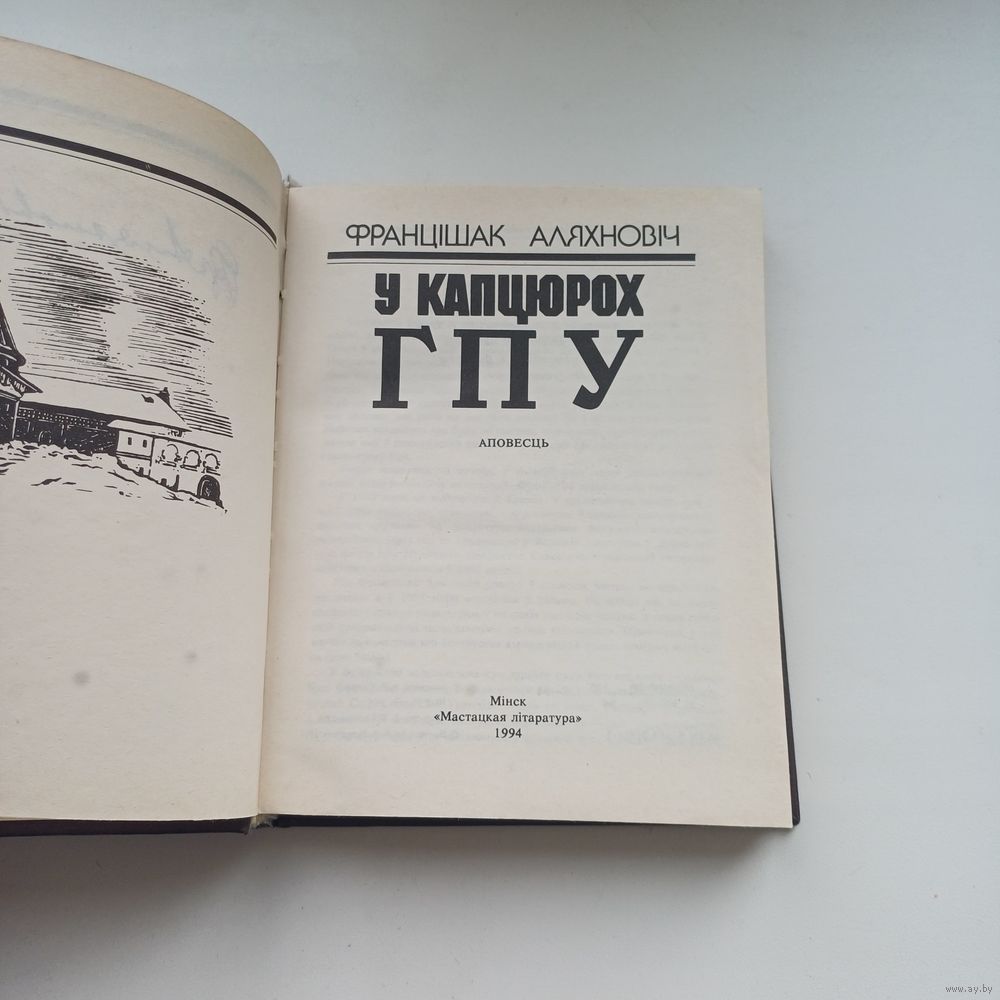 ФРАНЦІШАК АЛЯХНОВІЧ
У КАПЦЮРОХ
ГПУ
АПОВЕСЦЬ
Мінск
«Мастацкая літаратура»
1994
www.ay.by